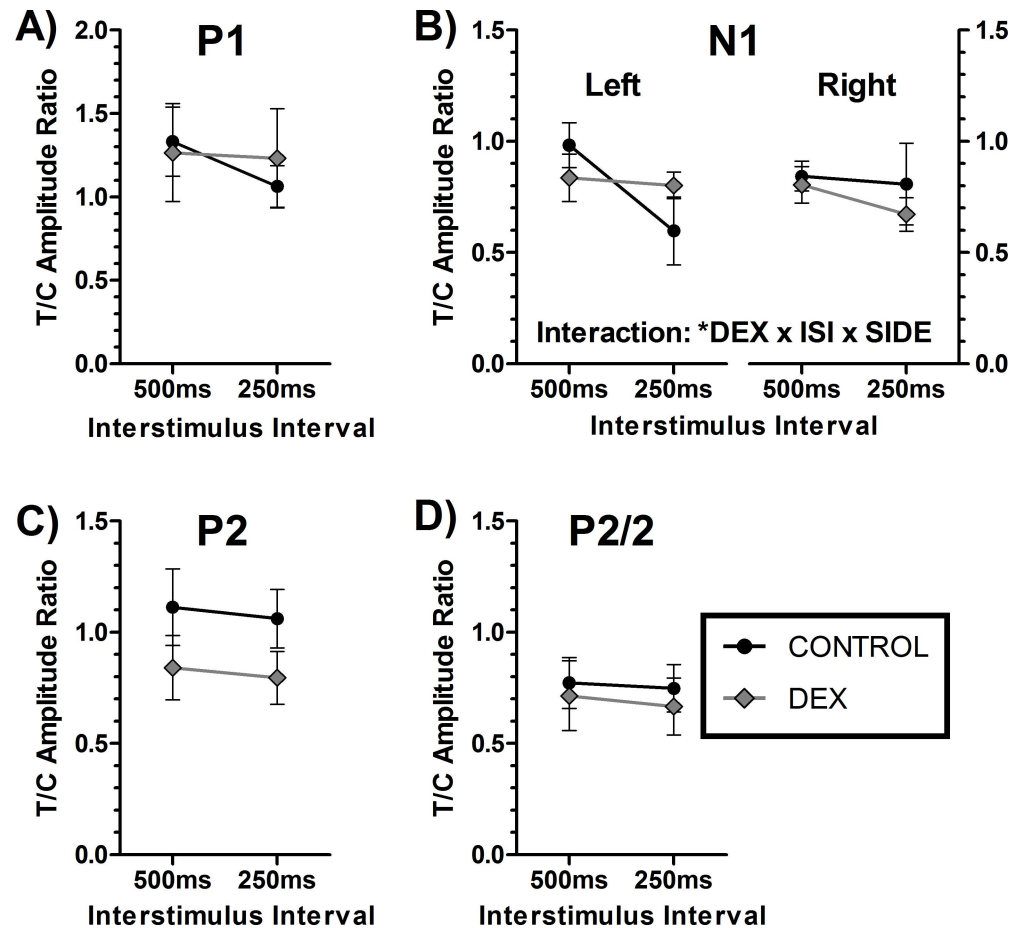 A)
P1
T/C Amplitude Ratio
2.0
1.5
1.0
0.5
0.0
500ms 250ms
Interstimulus Interval
B)
N1
Left Right
T/C Amplitude Ratio
1.5 1.5
1.0 1.0
0.5 0.5
0.0 0.0
Interaction: *DEX x ISI x SIDE
500ms 250ms 500ms 250ms
Interstimulus Interval
C)
P2
T/C Amplitude Ratio
1.5
1.0
0.5
0.0
500ms 250ms
Interstimulus Interval
D)
P2/2
T/C Amplitude Ratio
1.5
1.0
0.5
0.0
500ms 250ms
Interstimulus Interval
CONTROL
DEX